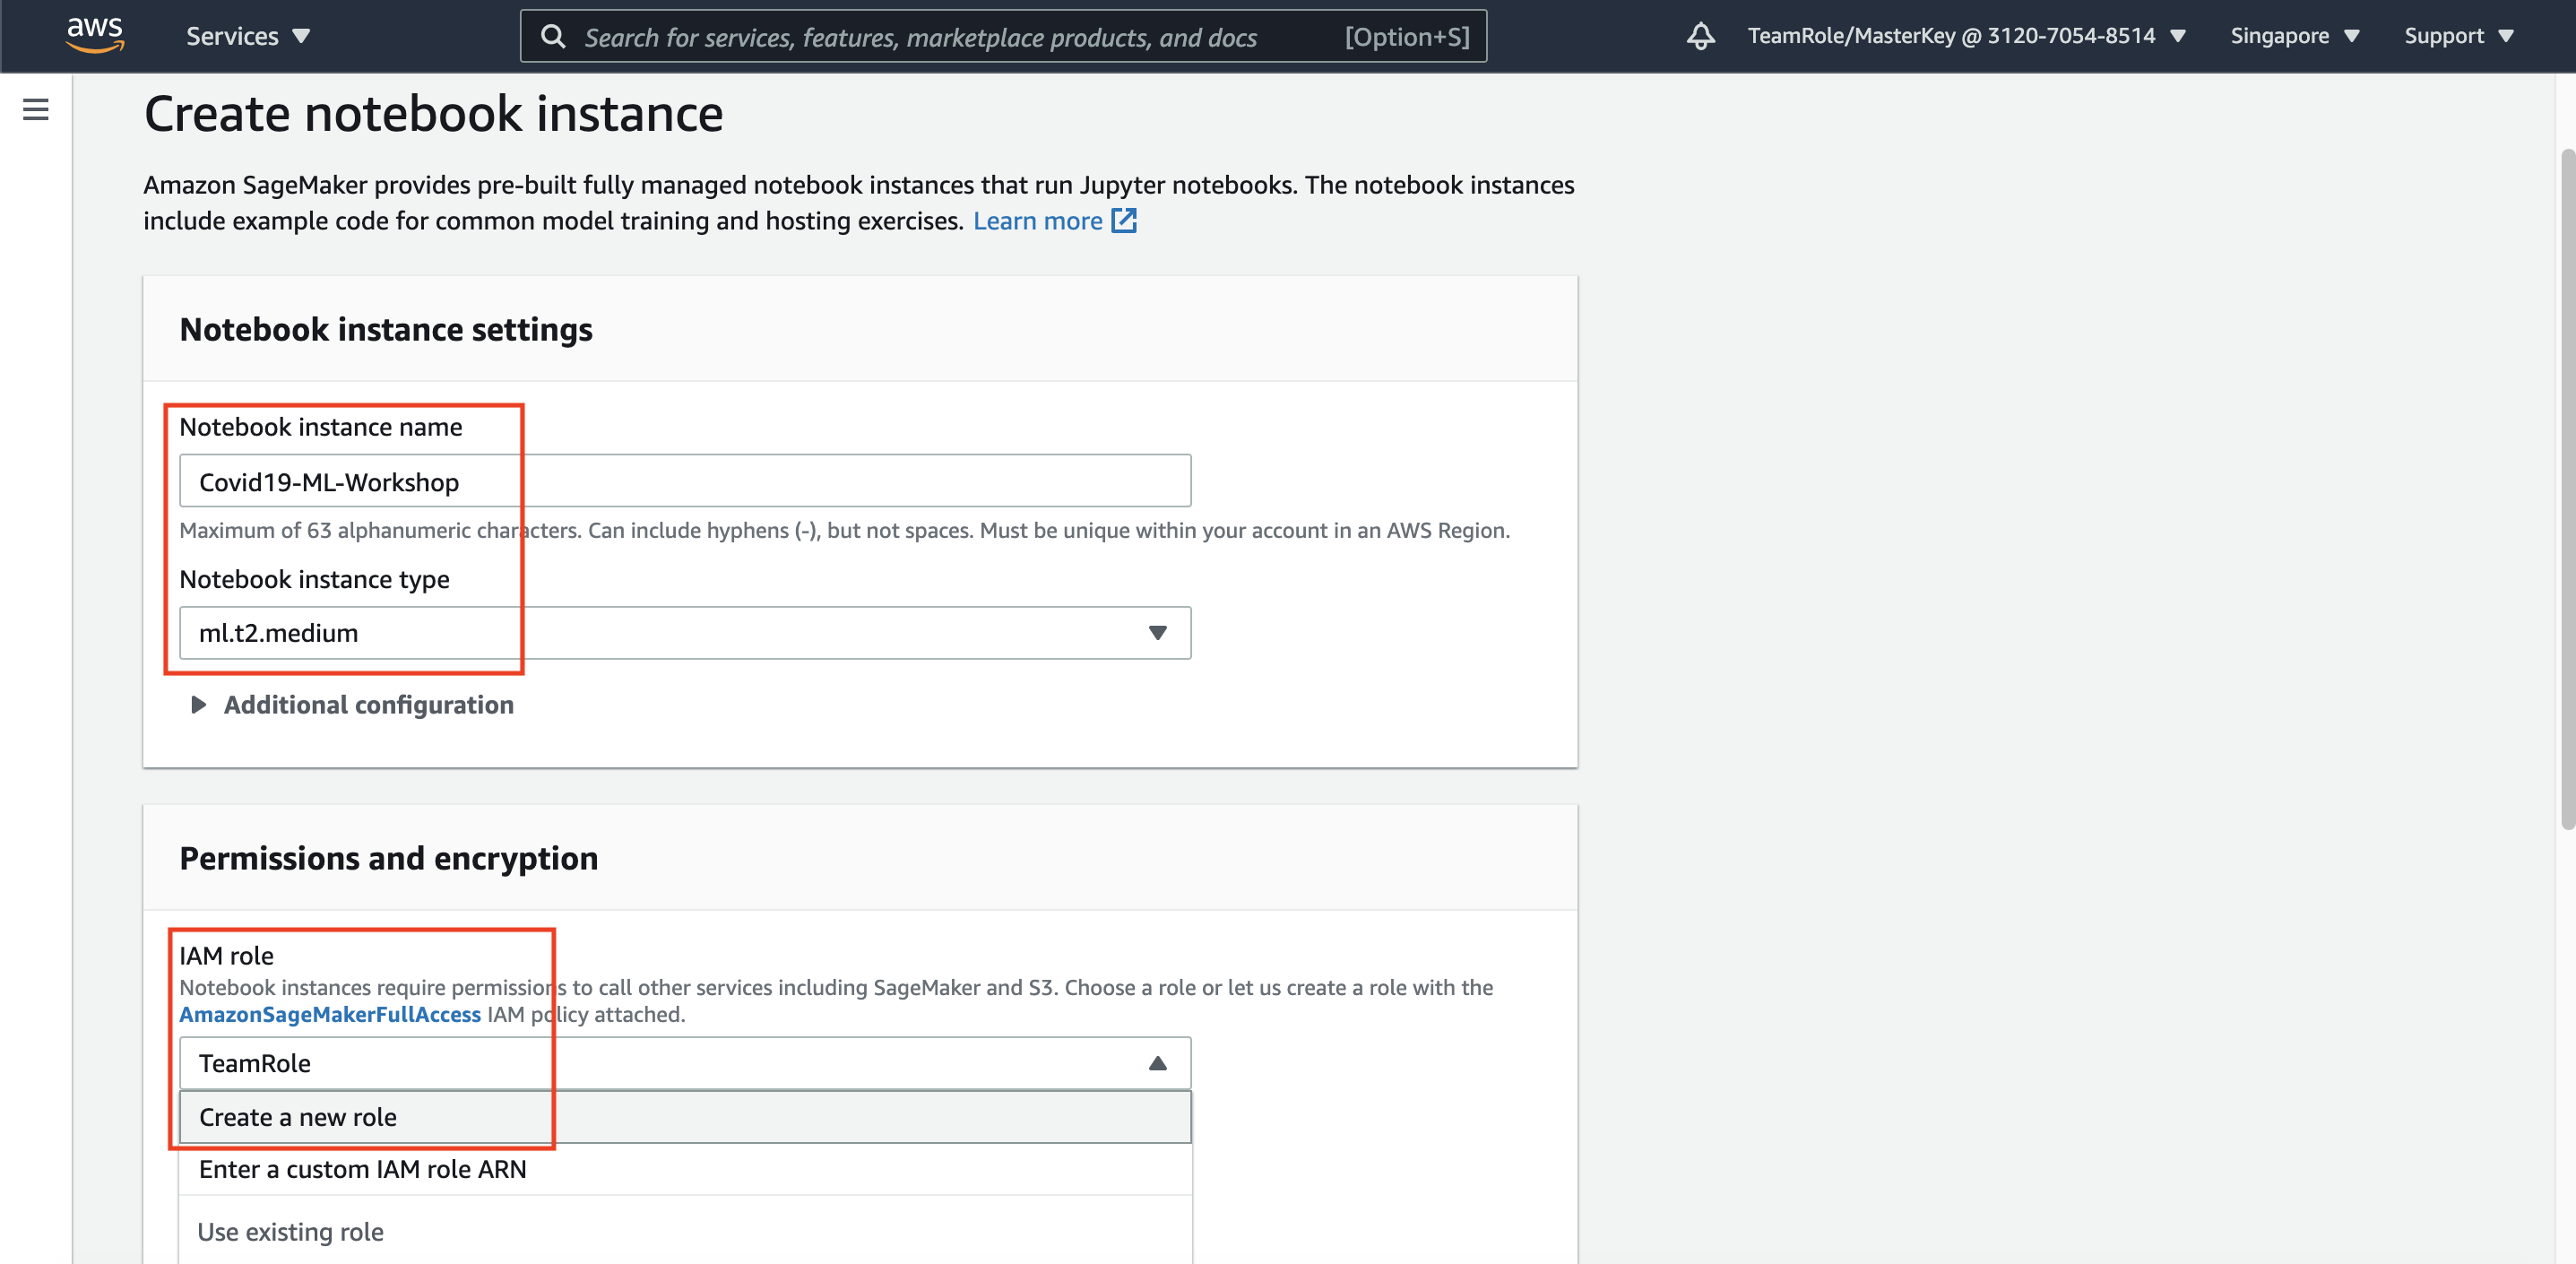 aws Services Search for services, features, marketplace products, and docs [Option+S] TeamRole/MasterKey @ 3120-7054-8514 Singapore Support
Create notebook instance
Amazon SageMaker provides pre-built fully managed notebook instances that run Jupyter notebooks. The notebook instances
include example code for common model training and hosting exercises. Learn more
Notebook instance settings
Notebook instance name
Covid19-ML-Workshop
Maximum of 63 alphanumeric characters. Can include hyphens (-), but not spaces. Must be unique within your account in an AWS Region.
Notebook instance type
ml.t2.medium
Additional configuration
Permissions and encryption
IAM role
Notebook instances require permissions to call other services including SageMaker and S3. Choose a role or let us create a role with the
AmazonSageMakerFullAccess IAM policy attached.
TeamRole
Create a new role
Enter a custom IAM role ARN
Use existing role